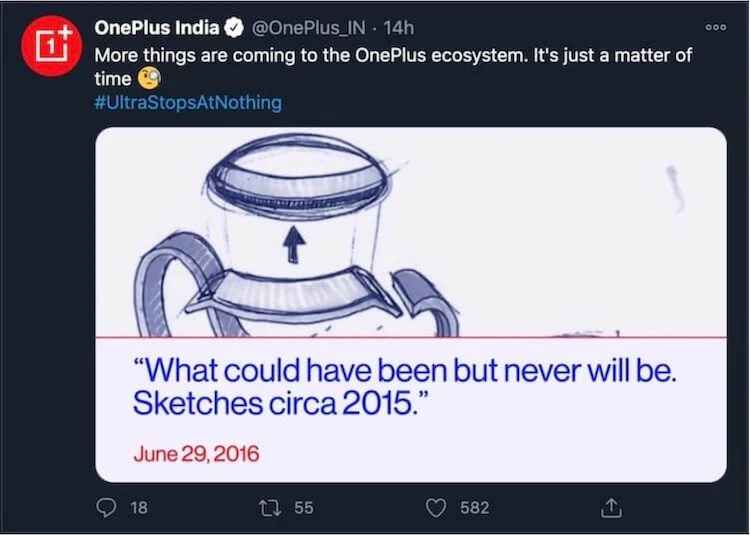 OnePlus India @OnePlus_IN · 14h
More things are coming to the OnePlus ecosystem. It's just a matter of
time 🧐
#UltraStopsAtNothing
“What could have been but never will be.
Sketches circa 2015.”
June 29, 2016
18 55 582